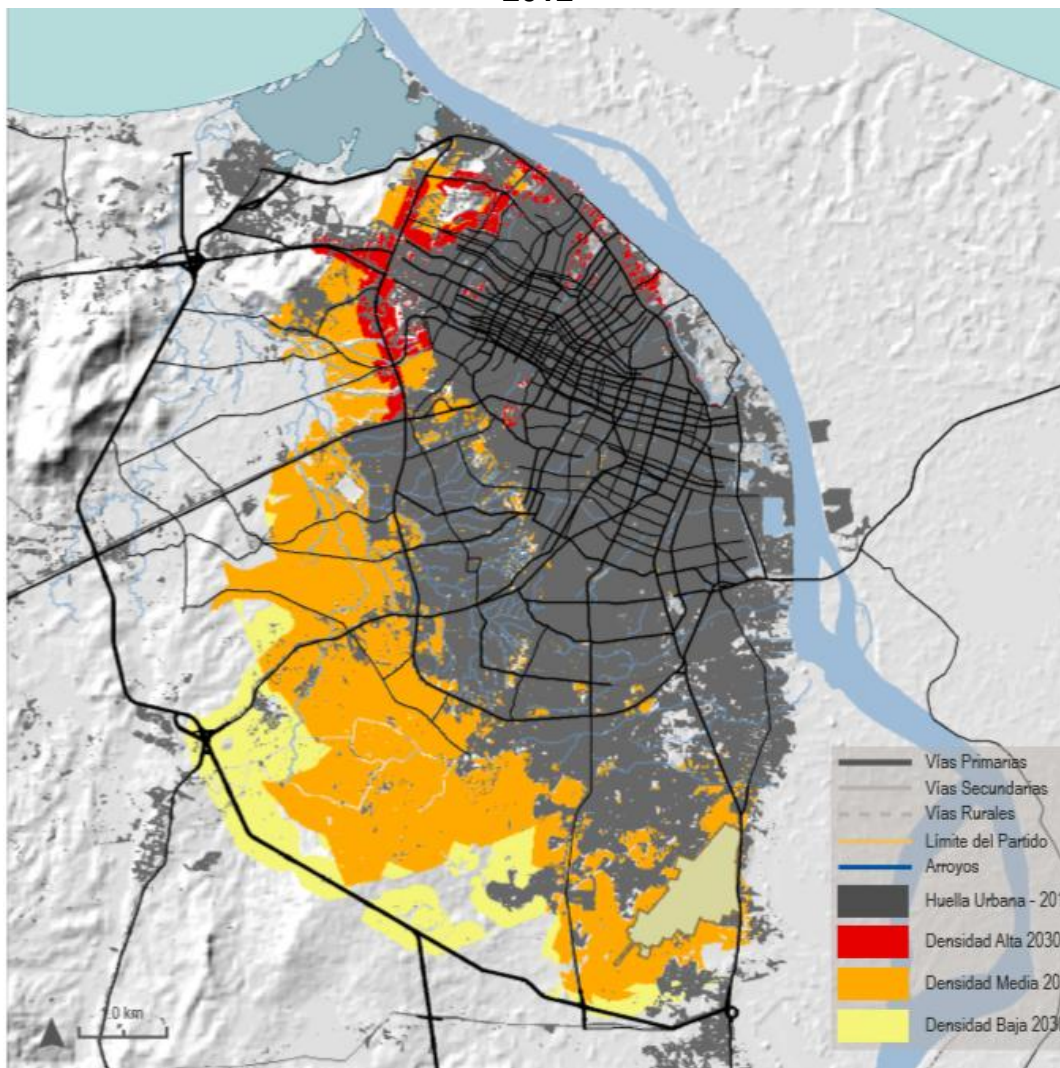 Vías Primarias
Vías Secundarias
Vías Rurales
Límite del Partido
Arroyos
Huella Urbana - 201
Densidad Alta 2030
Densidad Media 20
Densidad Baja 203